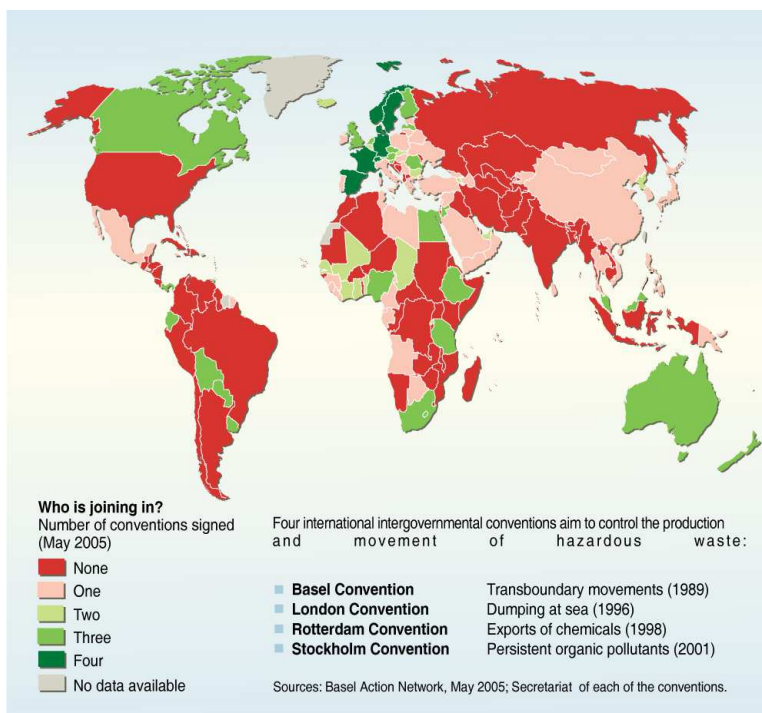 Who is joining in?
Number of conventions signed
(May 2005)
None
One
Two
Three
Four
No data available
Four international intergovernmental conventions aim to control the production
and movement of hazardous waste:
Basel Convention Transboundary movements (1989)
London Convention Dumping at sea (1996)
Rotterdam Convention Exports of chemicals (1998)
Stockholm Convention Persistent organic pollutants (2001)
Sources: Basel Action Network, May 2005; Secretariat of each of the conventions.